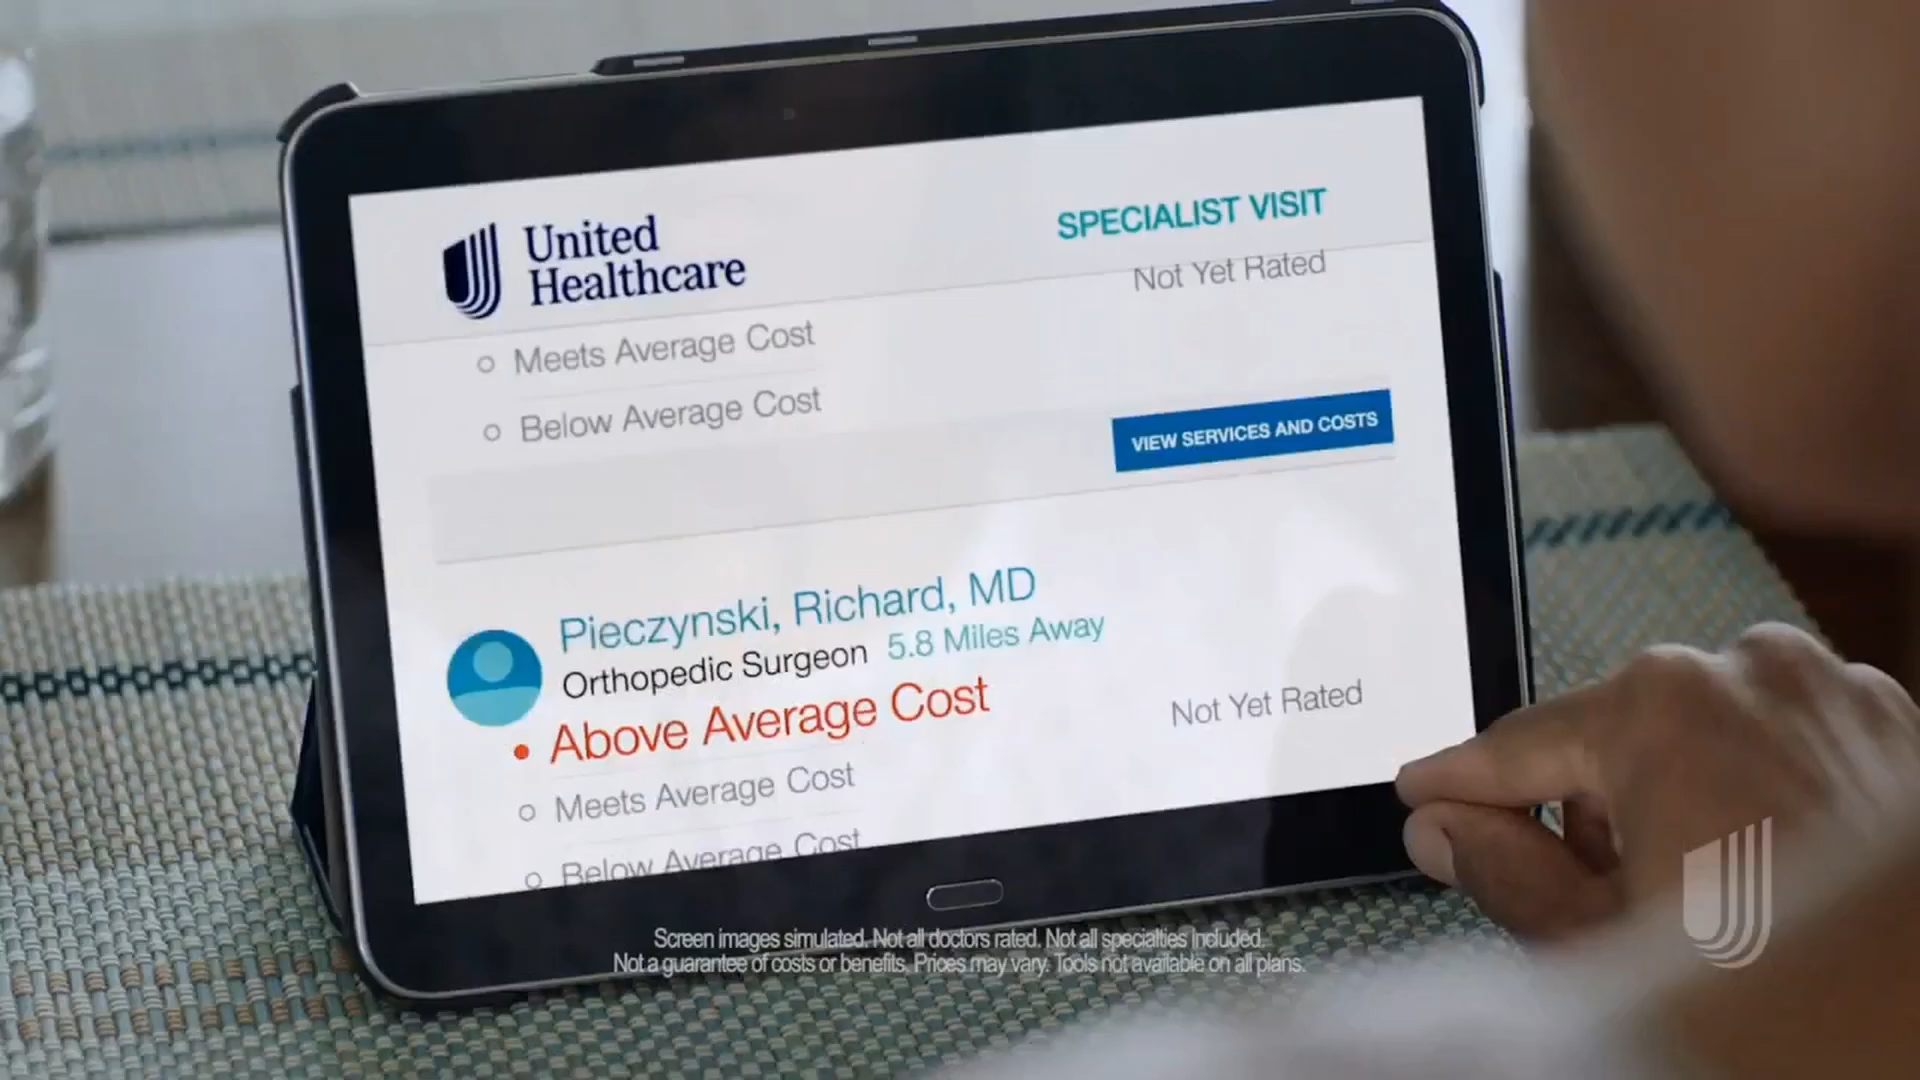 United
Healthcare
SPECIALIST VISIT
Not Yet Rated
Meets Average Cost
Below Average Cost
VIEW SERVICES AND COSTS
Pieczynski, Richard, MD
Orthopedic Surgeon 5.8 Miles Away
Above Average Cost
Not Yet Rated
Meets Average Cost
Below Average Cost
Screen images simulated. Not all doctors rated. Not all specialties included.
Not a guarantee of costs or benefits. Prices may vary. Tools not available on all plans.